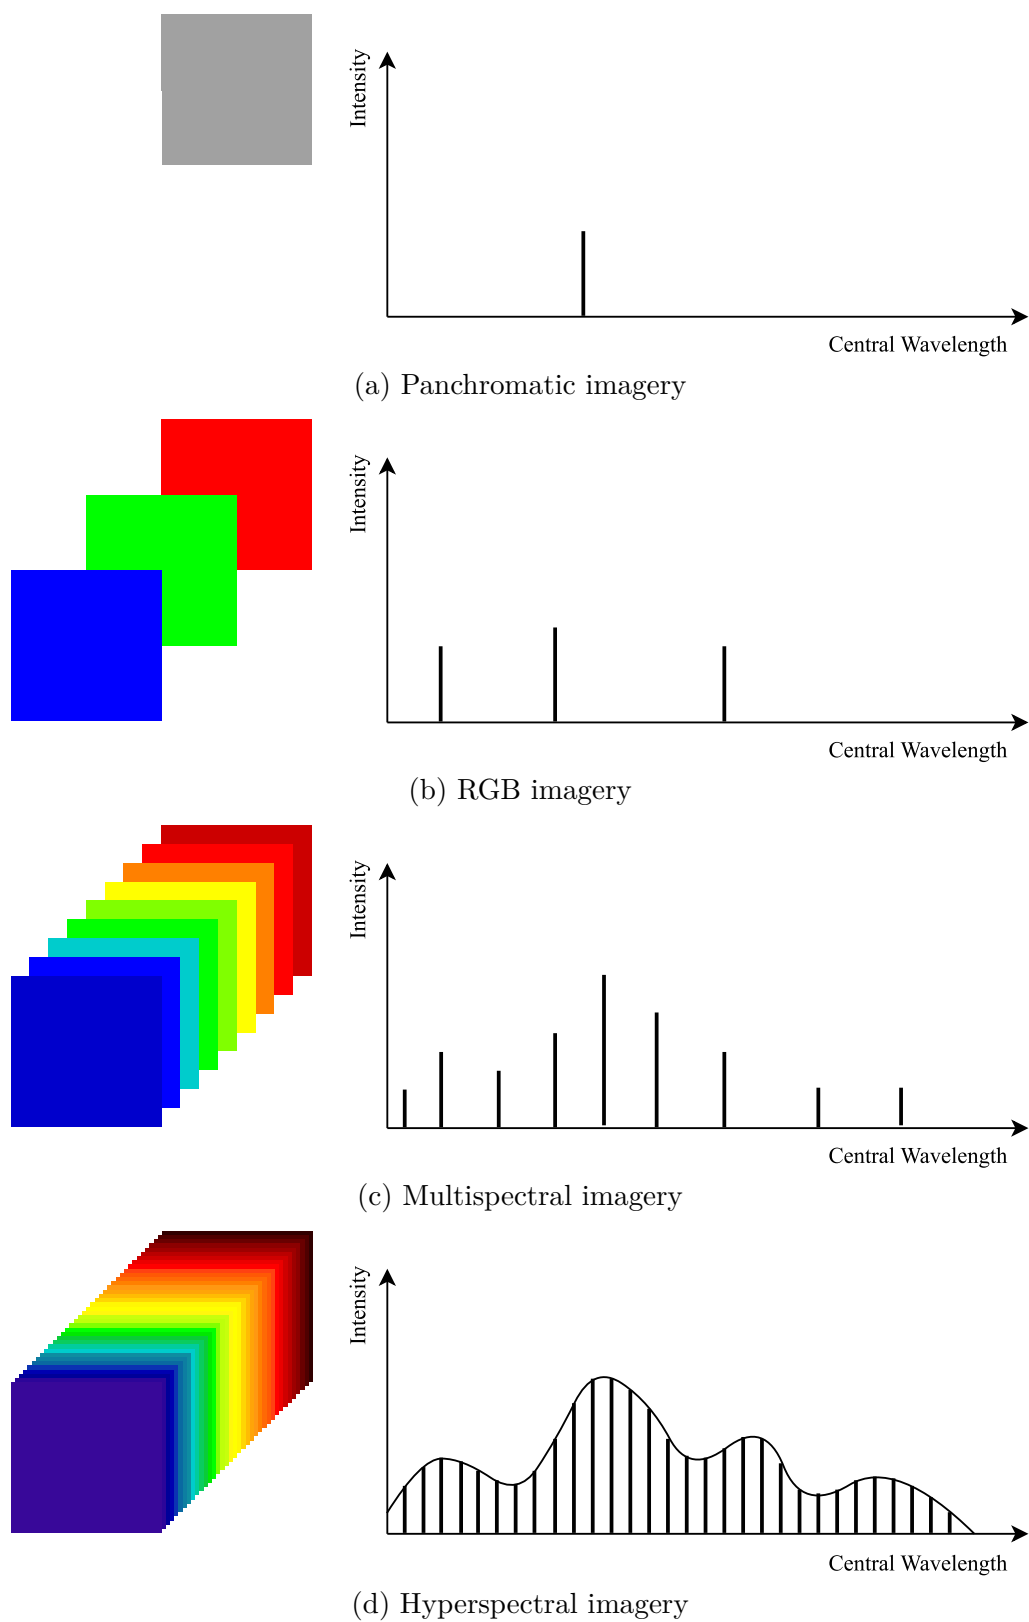 Intensity
Central Wavelength
(a) Panchromatic imagery
Intensity
Central Wavelength
(b) RGB imagery
Intensity
Central Wavelength
(c) Multispectral imagery
Intensity
Central Wavelength
(d) Hyperspectral imagery